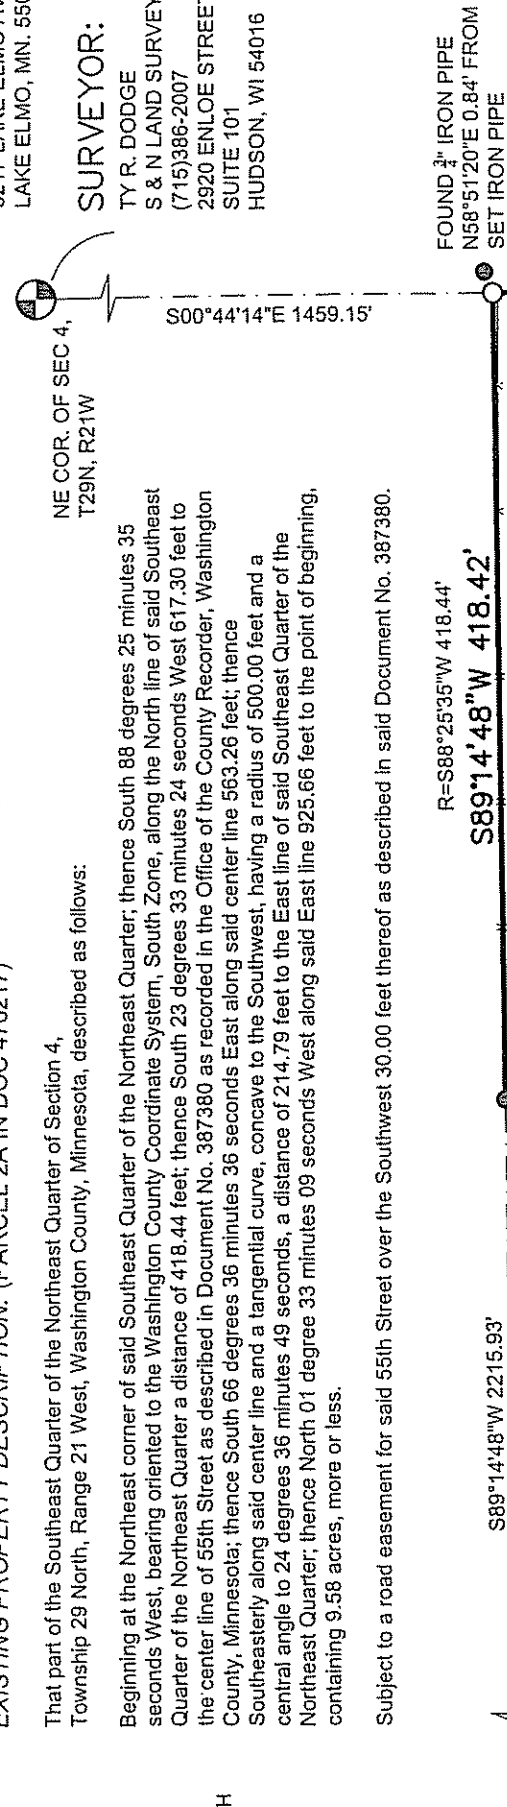 EXISTING PROPERTY DESCRIPTION: (PARCEL 2A IN DOC 476217)
That part of the Southeast Quarter of the Northeast Quarter of Section 4,
Township 29 North, Range 21 West, Washington County, Minnesota, described as follows:
Beginning at the Northeast corner of said Southeast Quarter of the Northeast Quarter; thence South 88 degrees 25 minutes 35
seconds West, bearing oriented to the Washington County Coordinate System, South Zone, along the North line of said Southeast
Quarter of the Northeast Quarter a distance of 418.44 feet; thence South 23 degrees 33 minutes 24 seconds West 617.30 feet to
the center line of 55th Street as described in Document No. 387380 as recorded in the Office of the County Recorder, Washington
County, Minnesota; thence South 66 degrees 36 minutes 36 seconds East along said center line 563.26 feet; thence
Southeasterly along said center line and a tangential curve, concave to the Southwest, having a radius of 500.00 feet and a
central angle to 24 degrees 36 minutes 49 seconds, a distance of 214.79 feet to the East line of said Southeast Quarter of the
Northeast Quarter; thence North 01 degree 33 minutes 09 seconds West along said East line 925.66 feet to the point of beginning,
containing 9.58 acres, more or less.
Subject to a road easement for said 55th Street over the Southwest 30.00 feet thereof as described in said Document No. 387380.
LAKE ELMO, MN. 550
SURVEYOR:
TY R. DODGE
S & N LAND SURVEY
(715)386-2007
2920 ENLOE STREET
SUITE 101
HUDSON, WI 54016
NE COR. OF SEC 4,
T29N, R21W
S00°44'14"E 1459.15'
FOUND 3/4" IRON PIPE
N58°51'20"E 0.84' FROM
SET IRON PIPE
R=S88°25'35"W 418.44'
S89°14'48"W 418.42'
S89°14'48"W 2215.93'
H